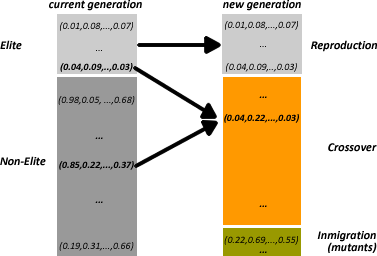 current generation
new generation
Elite
(0.01,0.08,...,0.07)
...
(0.04,0.09,..,0.03)
(0.01,0.08,...,0.07)
...
(0.04,0.09,..,0.03)
Reproduction
Non-Elite
(0.98,0.05, ...,0.68)
...
(0.85,0.22,...,0.37)
...
(0.19,0.31,...,0.66)
...
(0.04,0.22,...,0.03)
...
Crossover
(0.22,0.69,...,0.55)
...
Inmigration
(mutants)